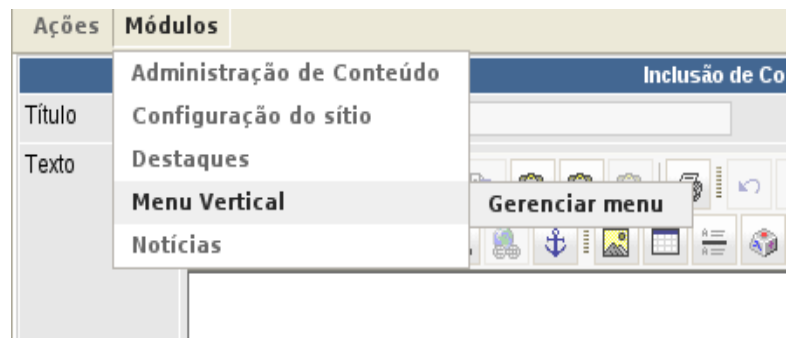 Ações Módulos
Administração de Conteúdo
Inclusão de Co
Título
Configuração do sítio
Texto
Destaques
Menu Vertical
Gerenciar menu
Notícias